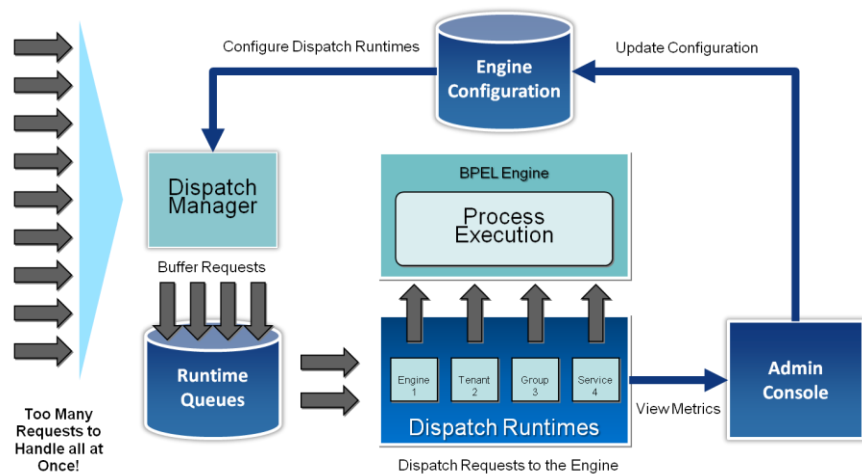 Configure Dispatch Runtimes
Update Configuration
Engine
Configuration
Dispatch
Manager
BPEL Engine
Process
Execution
Buffer Requests
Runtime
Queues
Engine
1
Tenant
2
Group
3
Service
4
Dispatch Runtimes
View Metrics
Admin
Console
Too Many
Requests to
Handle all at
Once!
Dispatch Requests to the Engine